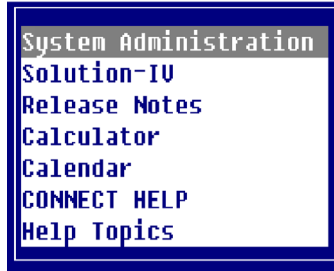 System Administration
Solution-IV
Release Notes
Calculator
Calendar
CONNECT HELP
Help Topics